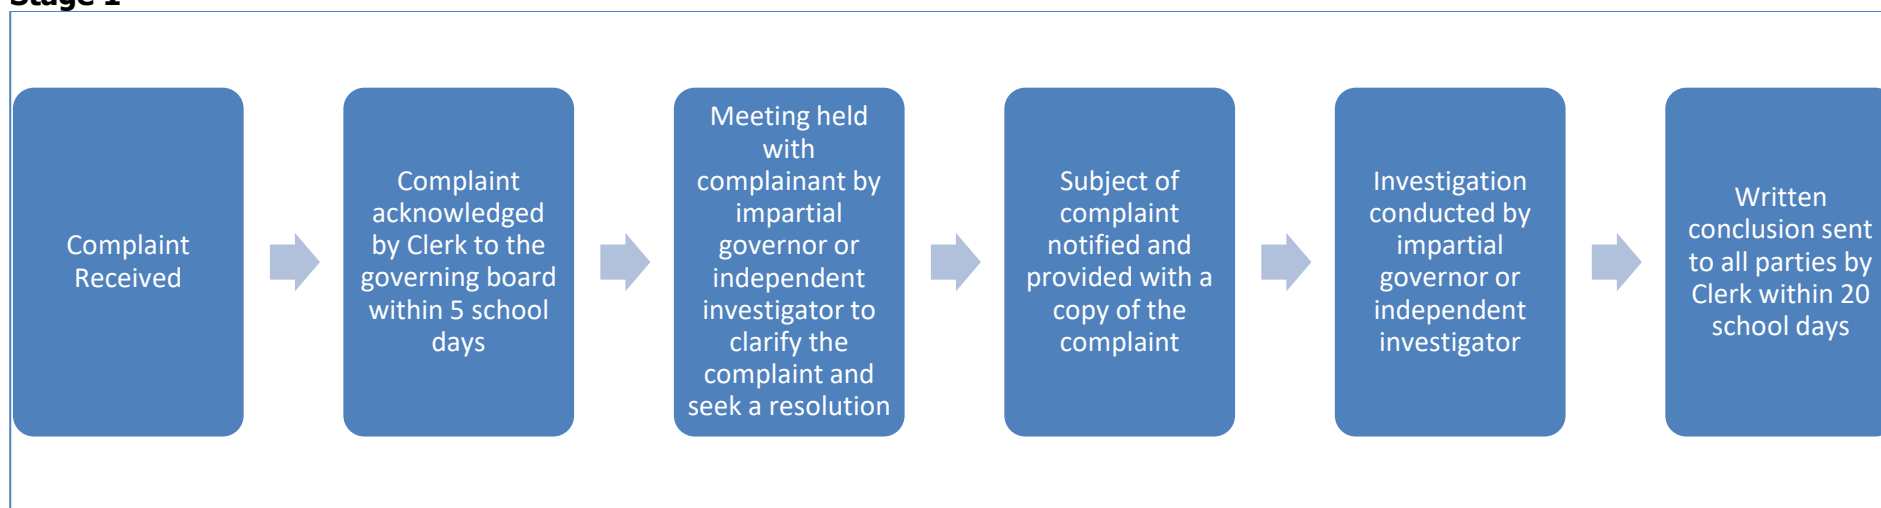 Stage 1
Complaint
Received
Complaint
acknowledged
by Clerk to the
governing board
within 5 school
days
Meeting held
with
complainant by
impartial
governor or
independent
investigator to
clarify the
complaint and
seek a resolution
Subject of
complaint
notified and
provided with a
copy of the
complaint
Investigation
conducted by
impartial
governor or
independent
investigator
Written
conclusion sent
to all parties by
Clerk within 20
school days